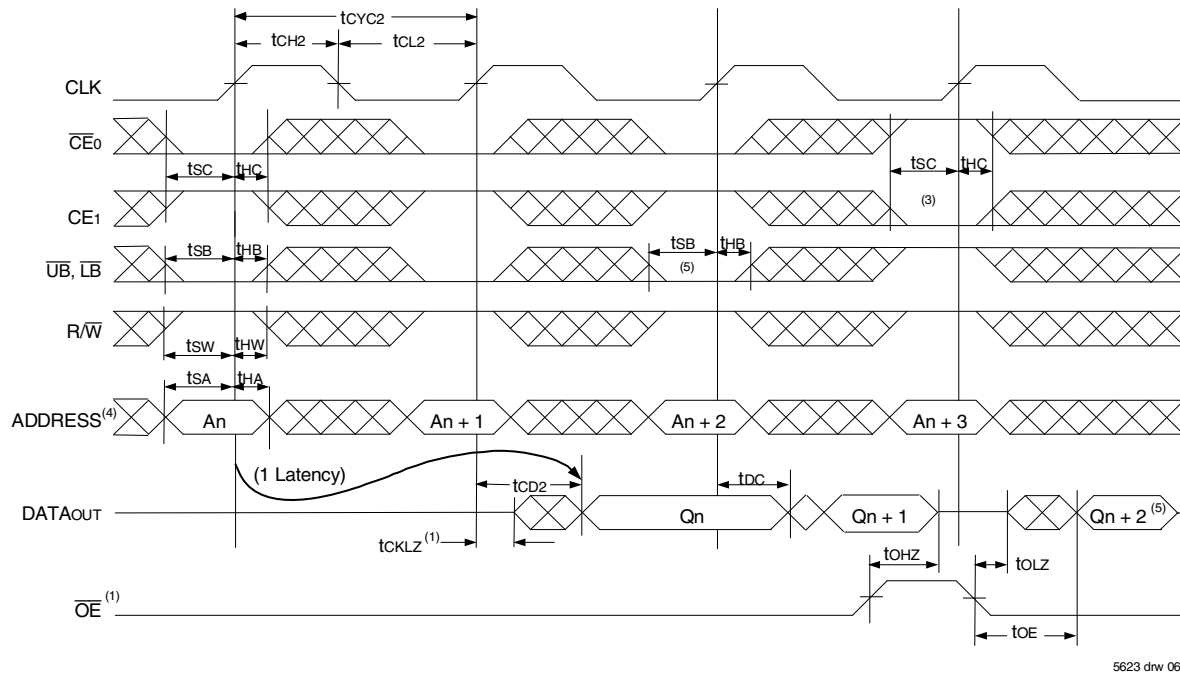 tCYC2
tCH2 tCL2
CLK
CE0
tSC tHC tSC tHC
CE1 (3)
tSB tHB tSB tHB
UB, LB (5)
R/W
tSW tHW
tSA tHA
ADDRESS(4) An An + 1 An + 2 An + 3
(1 Latency) tCD2 tDC
DATAOUT Qn Qn + 1 Qn + 2 (5)
tCKLZ (1)
tOHZ tOLZ
OE (1)
tOE
5623 drw 06